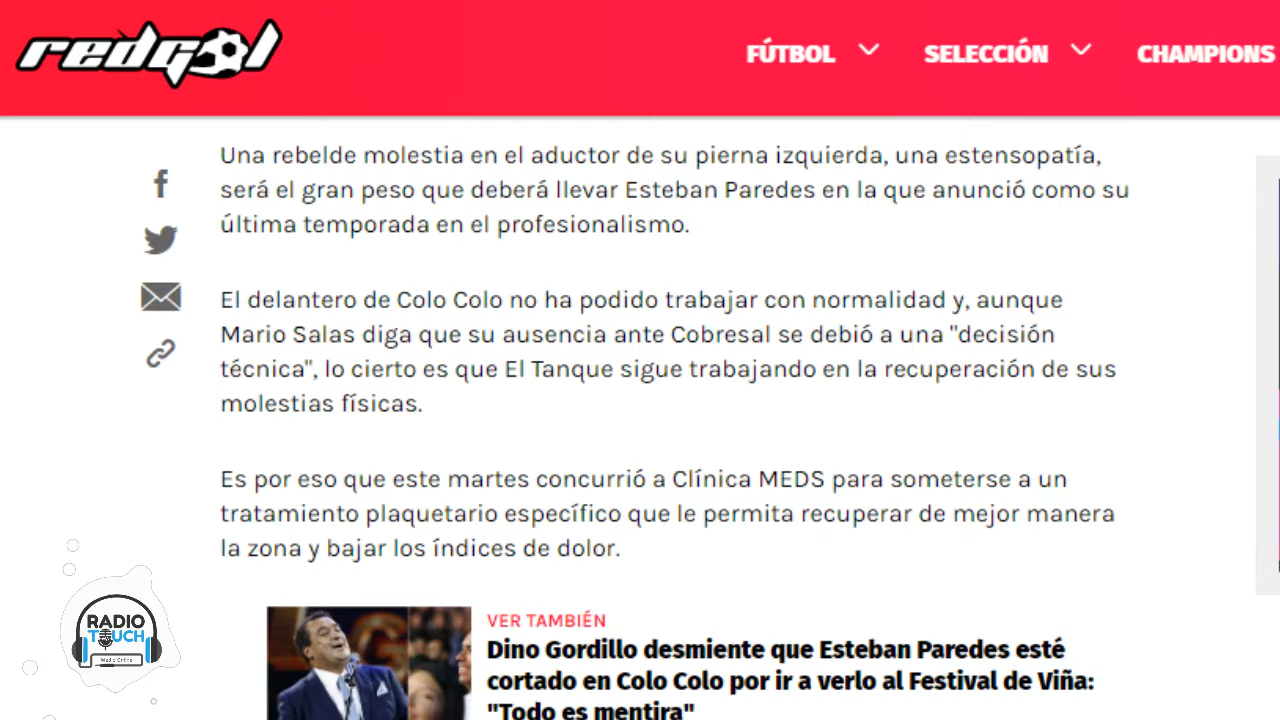 redgol
FÚTBOL
SELECCIÓN
CHAMPIONS
Una rebelde molestia en el aductor de su pierna izquierda, una estensopatía,
será el gran peso que deberá llevar Esteban Paredes en la que anunció como su
última temporada en el profesionalismo.
El delantero de Colo Colo no ha podido trabajar con normalidad y, aunque
Mario Salas diga que su ausencia ante Cobresal se debió a una "decisión
técnica", lo cierto es que El Tanque sigue trabajando en la recuperación de sus
molestias físicas.
Es por eso que este martes concurrió a Clínica MEDS para someterse a un
tratamiento plaquetario específico que le permita recuperar de mejor manera
la zona y bajar los índices de dolor.
VER TAMBIÉN
Dino Gordillo desmiente que Esteban Paredes esté
cortado en Colo Colo por ir a verlo al Festival de Viña:
"Todo es mentira"
RADIO
TOUCH
Medio Online